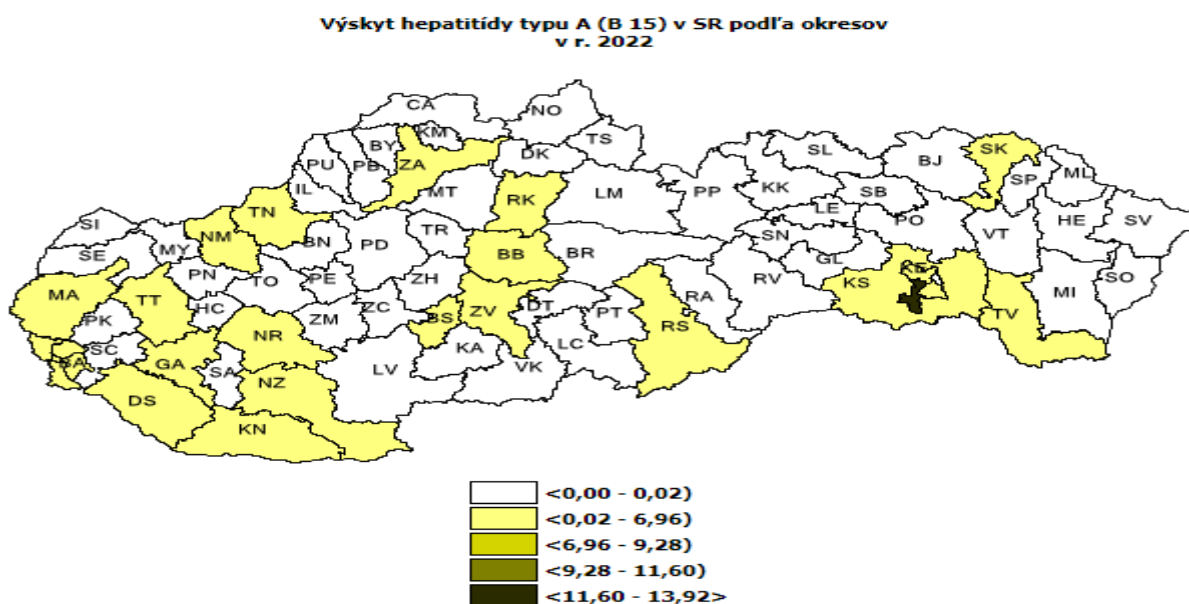 Výskyt hepatitídy typu A (B 15) v SR podľa okresov
v r. 2022
CA
NO
KM
TS
BY
PU
PB
ZA
DK
SL
BJ
SK
IL
MT
RK
LM
PP
KK
SB
SP
ML
TN
LE
PO
HE
SV
SI
NM
TR
SN
VT
SE
MY
BN
PD
BB
BR
GL
PN
TO
PE
ZH
RV
KE
SO
MA
TT
HC
ZM
ZC
BS
ZV
DT
PT
RA
KS
MI
PK
NR
RS
TV
SC
KA
LC
BA
GA
SA
LV
VK
NZ
DS
KN
<0,00 - 0,02)
<0,02 - 6,96)
<6,96 - 9,28)
<9,28 - 11,60)
<11,60 - 13,92>